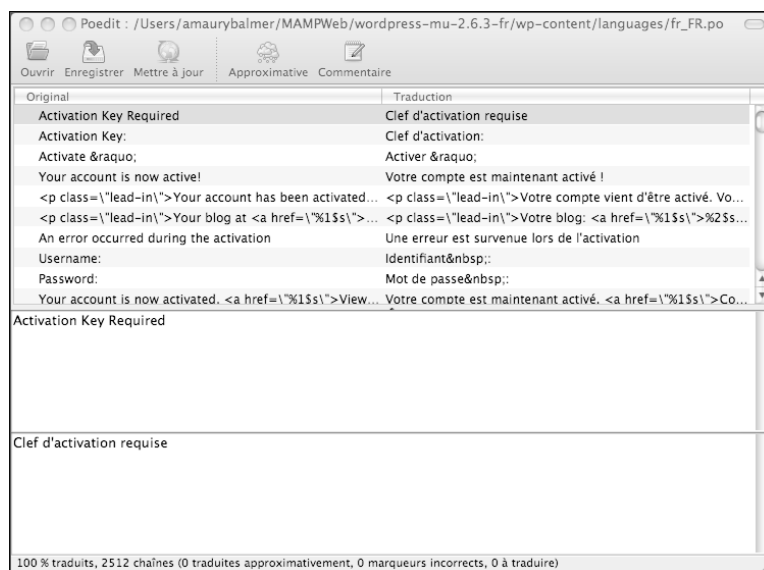 Poedit : /Users/amaurybalmer/MAMPWeb/wordpress-mu-2.6.3-fr/wp-content/languages/fr_FR.po
Ouvrir Enregistrer Mettre à jour Approximative Commentaire
Original Traduction
Activation Key Required Clef d'activation requise
Activation Key: Clef d'activation:
Activate &raquo; Activer &raquo;
Your account is now active! Votre compte est maintenant activé !
<p class=\"lead-in\">Your account has been activated... <p class=\"lead-in\">Votre compte vient d'être activé. Vo...
<p class=\"lead-in\">Your blog at <a href=\"%1$s\">... <p class=\"lead-in\">Votre blog: <a href=\"%1$s\">%2$s...
An error occurred during the activation Une erreur est survenue lors de l'activation
Username: Identifiant&nbsp;:
Password: Mot de passe&nbsp;:
Your account is now activated. <a href=\"%1$s\">View... Votre compte est maintenant activé. <a href=\"%1$s\">Co...
Activation Key Required
Clef d'activation requise
100 % traduits, 2512 chaînes (0 traduites approximativement, 0 marqueurs incorrects, 0 à traduire)